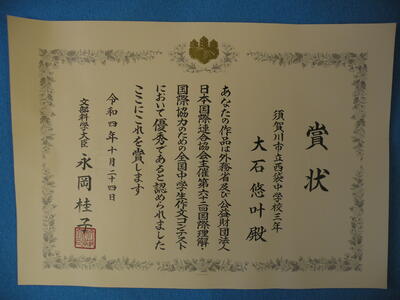 賞状
須賀川市立西袋中学校三年
大石悠叶殿
あなたの作品は外務省及び公益財団法人
日本国際連合協会主催第六十二回国際理解・
国際協力のための全国中学生作文コンテスト
において優秀であると認められました
ここにこれを賞します
令和四年十月二十四日
文部科学大臣 永岡桂子